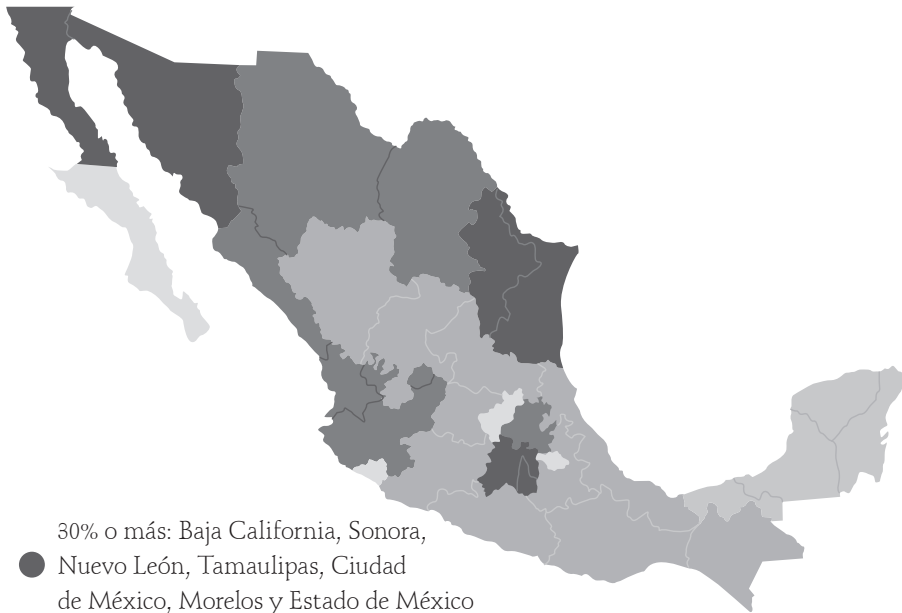 30% o más: Baja California, Sonora,
Nuevo León, Tamaulipas, Ciudad
de México, Morelos y Estado de México